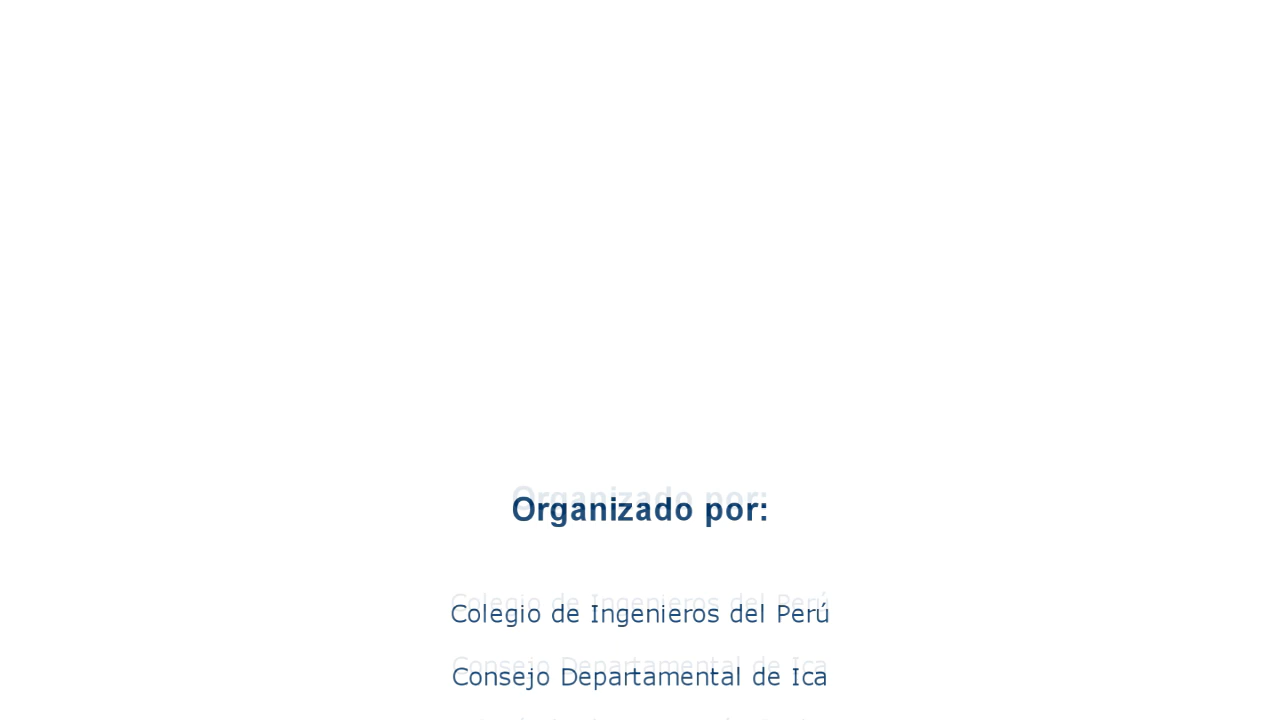 Organizado por:
Colegio de Ingenieros del Perú
Consejo Departamental de Ica